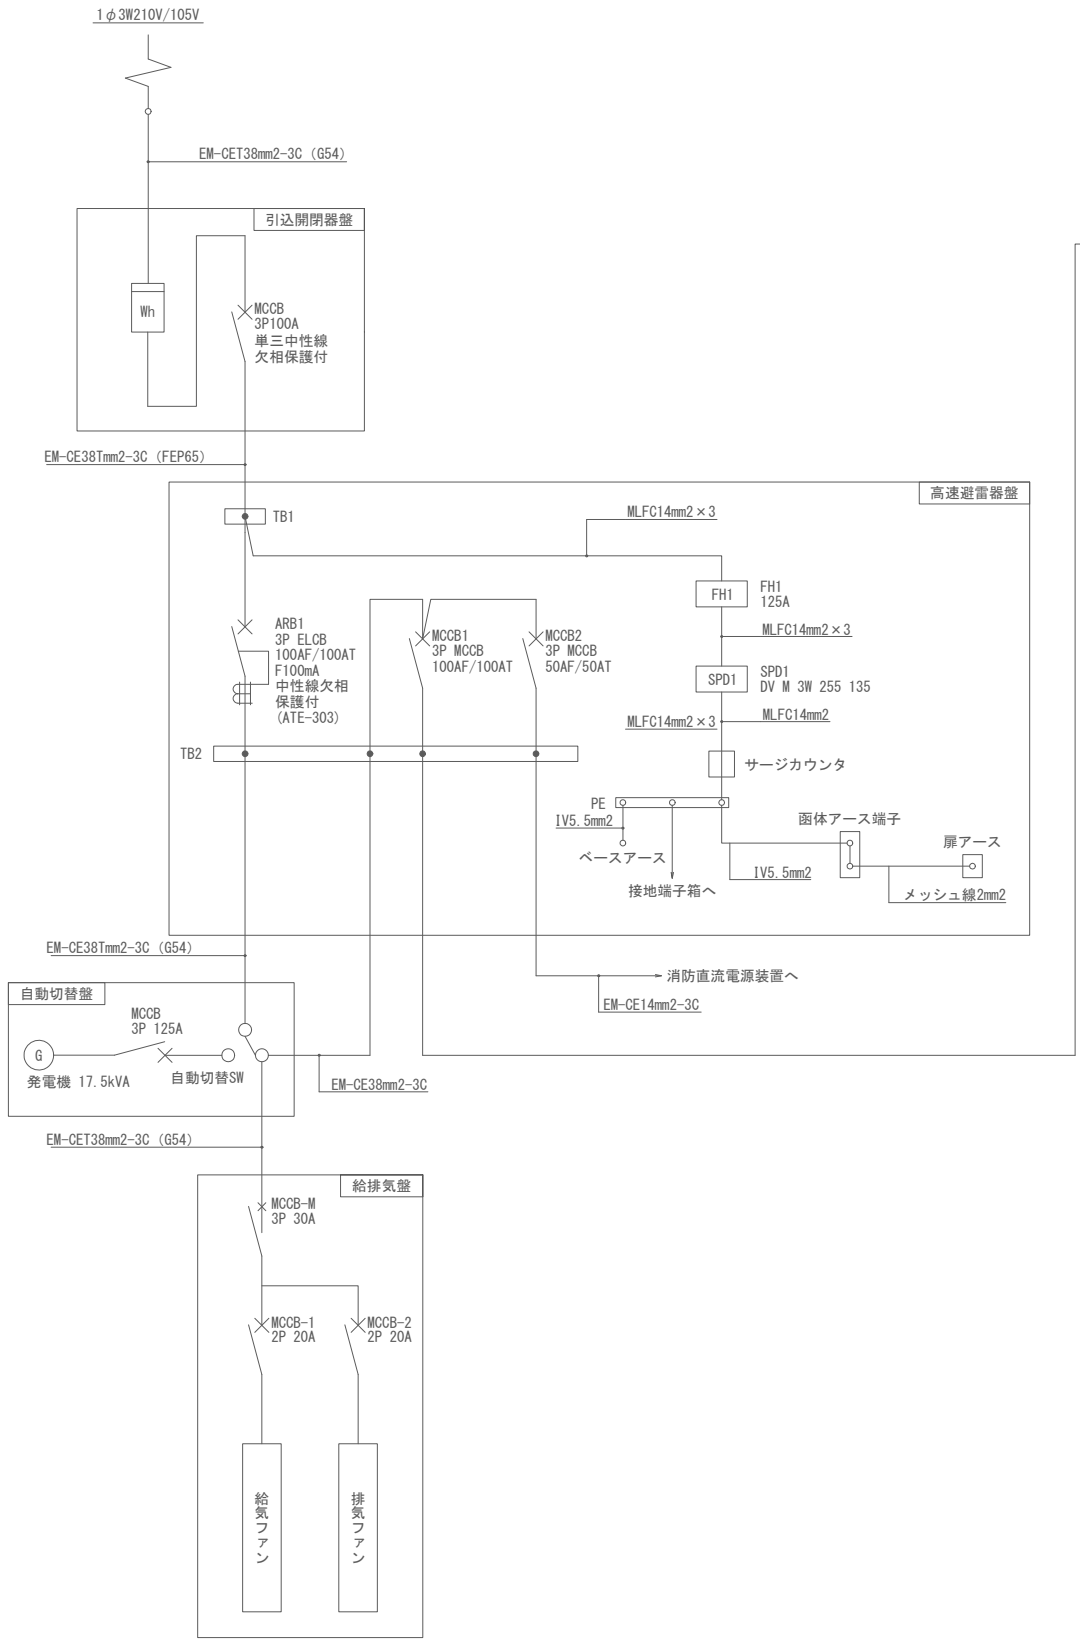 1φ3W210V/105V
EM-CET38mm2-3C (G54)
引込開閉器盤
Wh
MCCB
3P100A
単三中性線
欠相保護付
EM-CE38Tmm2-3C (FEP65)
高速避雷器盤
TB1
MLFC14mm2×3
FH1
FH1
125A
MLFC14mm2×3
ARB1
3P ELCB
100AF/100AT
F100mA
中性線欠相
保護付
(ATE-303)
MCCB1
3P MCCB
100AF/100AT
MCCB2
3P MCCB
50AF/50AT
SPD1
SPD1
DV M 3W 255 135
MLFC14mm2×3
MLFC14mm2
TB2
サージカウンタ
PE
IV5.5mm2
ベースアース
接地端子箱へ
函体アース端子
扉アース
IV5.5mm2
メッシュ線2mm2
EM-CE38Tmm2-3C (G54)
消防直流電源装置へ
EM-CE14mm2-3C
自動切替盤
MCCB
3P 125A
G
発電機 17.5kVA
自動切替SW
EM-CE38mm2-3C
EM-CET38mm2-3C (G54)
給排気盤
MCCB-M
3P 30A
MCCB-1
2P 20A
MCCB-2
2P 20A
給気ファン
排気ファン